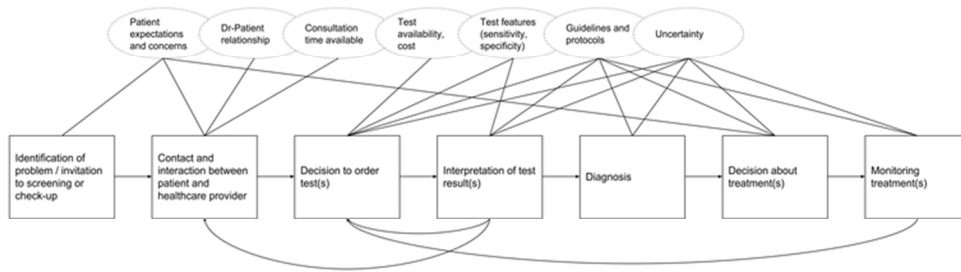 Patient
expectations
and concerns
Dr-Patient
relationship
Consultation
time available
Test
availability,
cost
Test features
(sensitivity,
specificity)
Guidelines and
protocols
Uncertainty
Identification of
problem / invitation
to screening or
check-up
Contact and
interaction between
patient and
healthcare provider
Decision to order
test(s)
Interpretation of test
result(s)
Diagnosis
Decision about
treatment(s)
Monitoring
treatment(s)